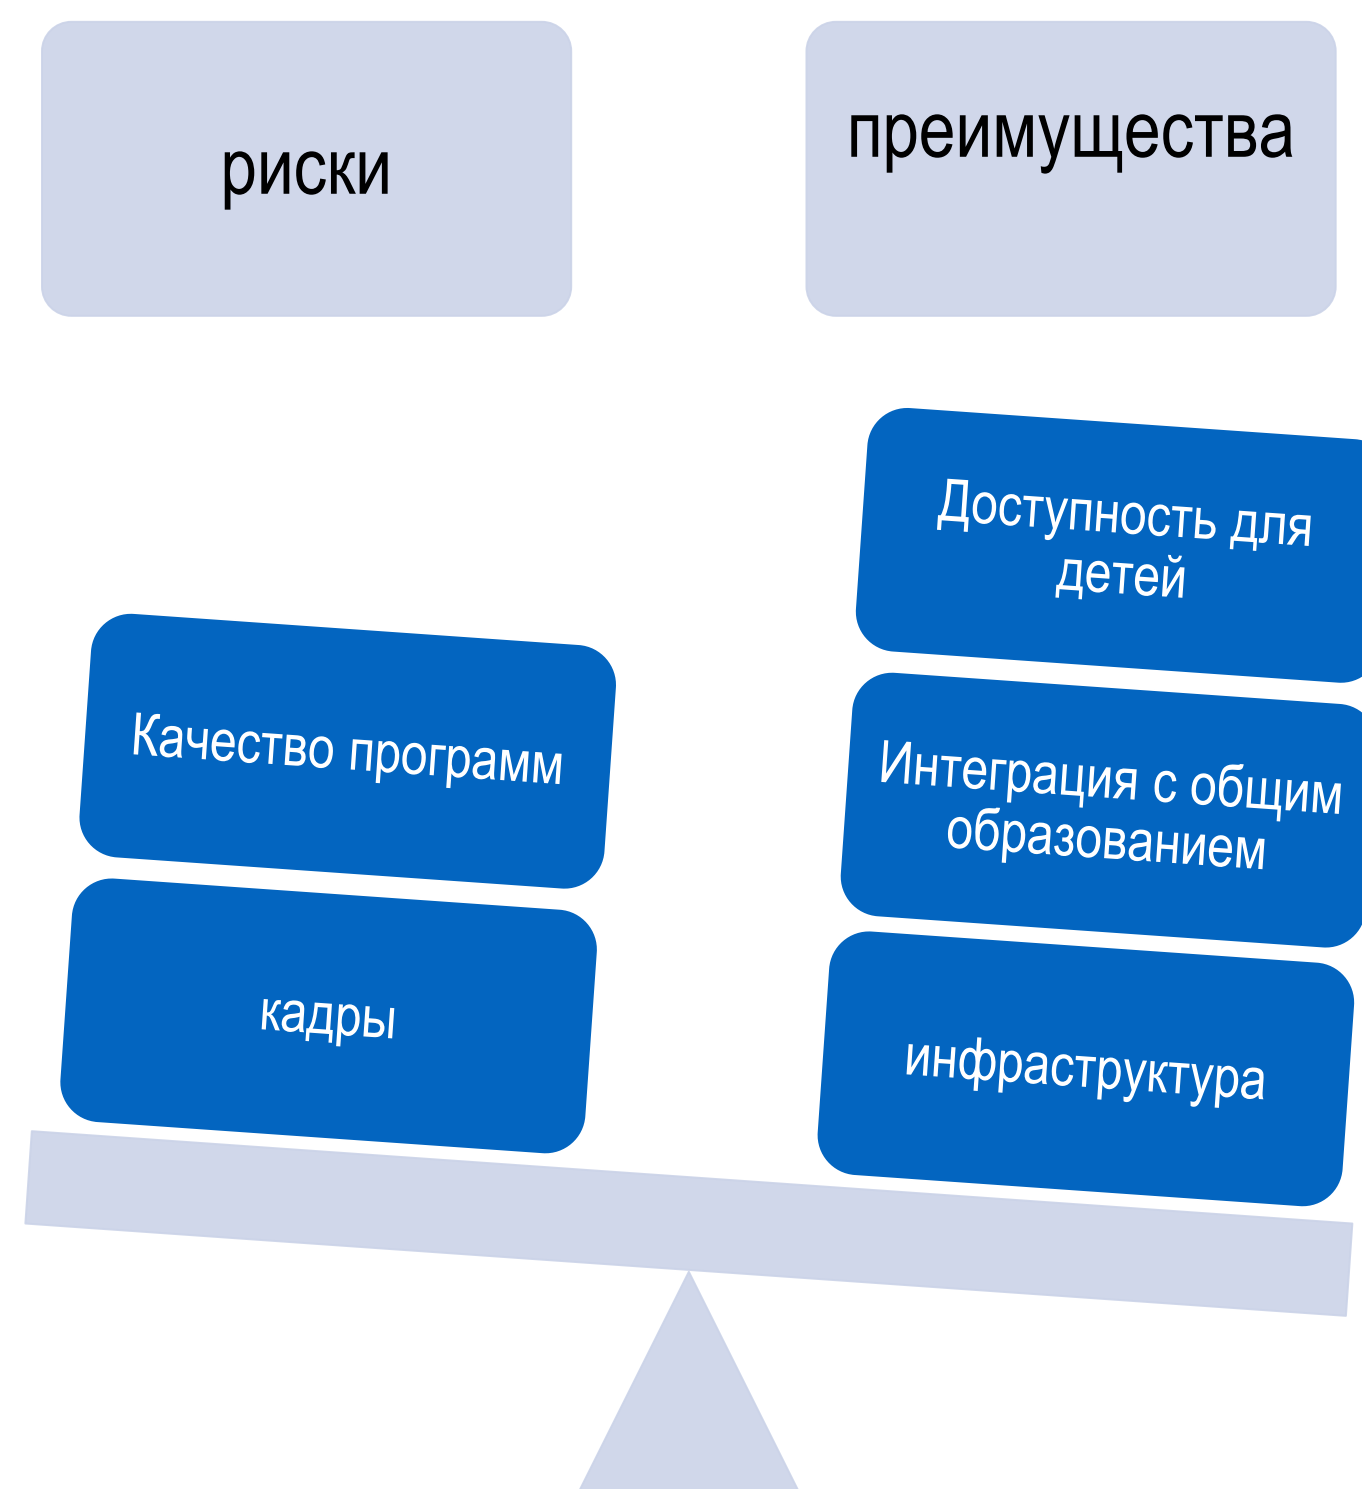 риски
преимущества
Качество программ
кадры
Доступность для
детей
Интеграция с общим
образованием
инфраструктура